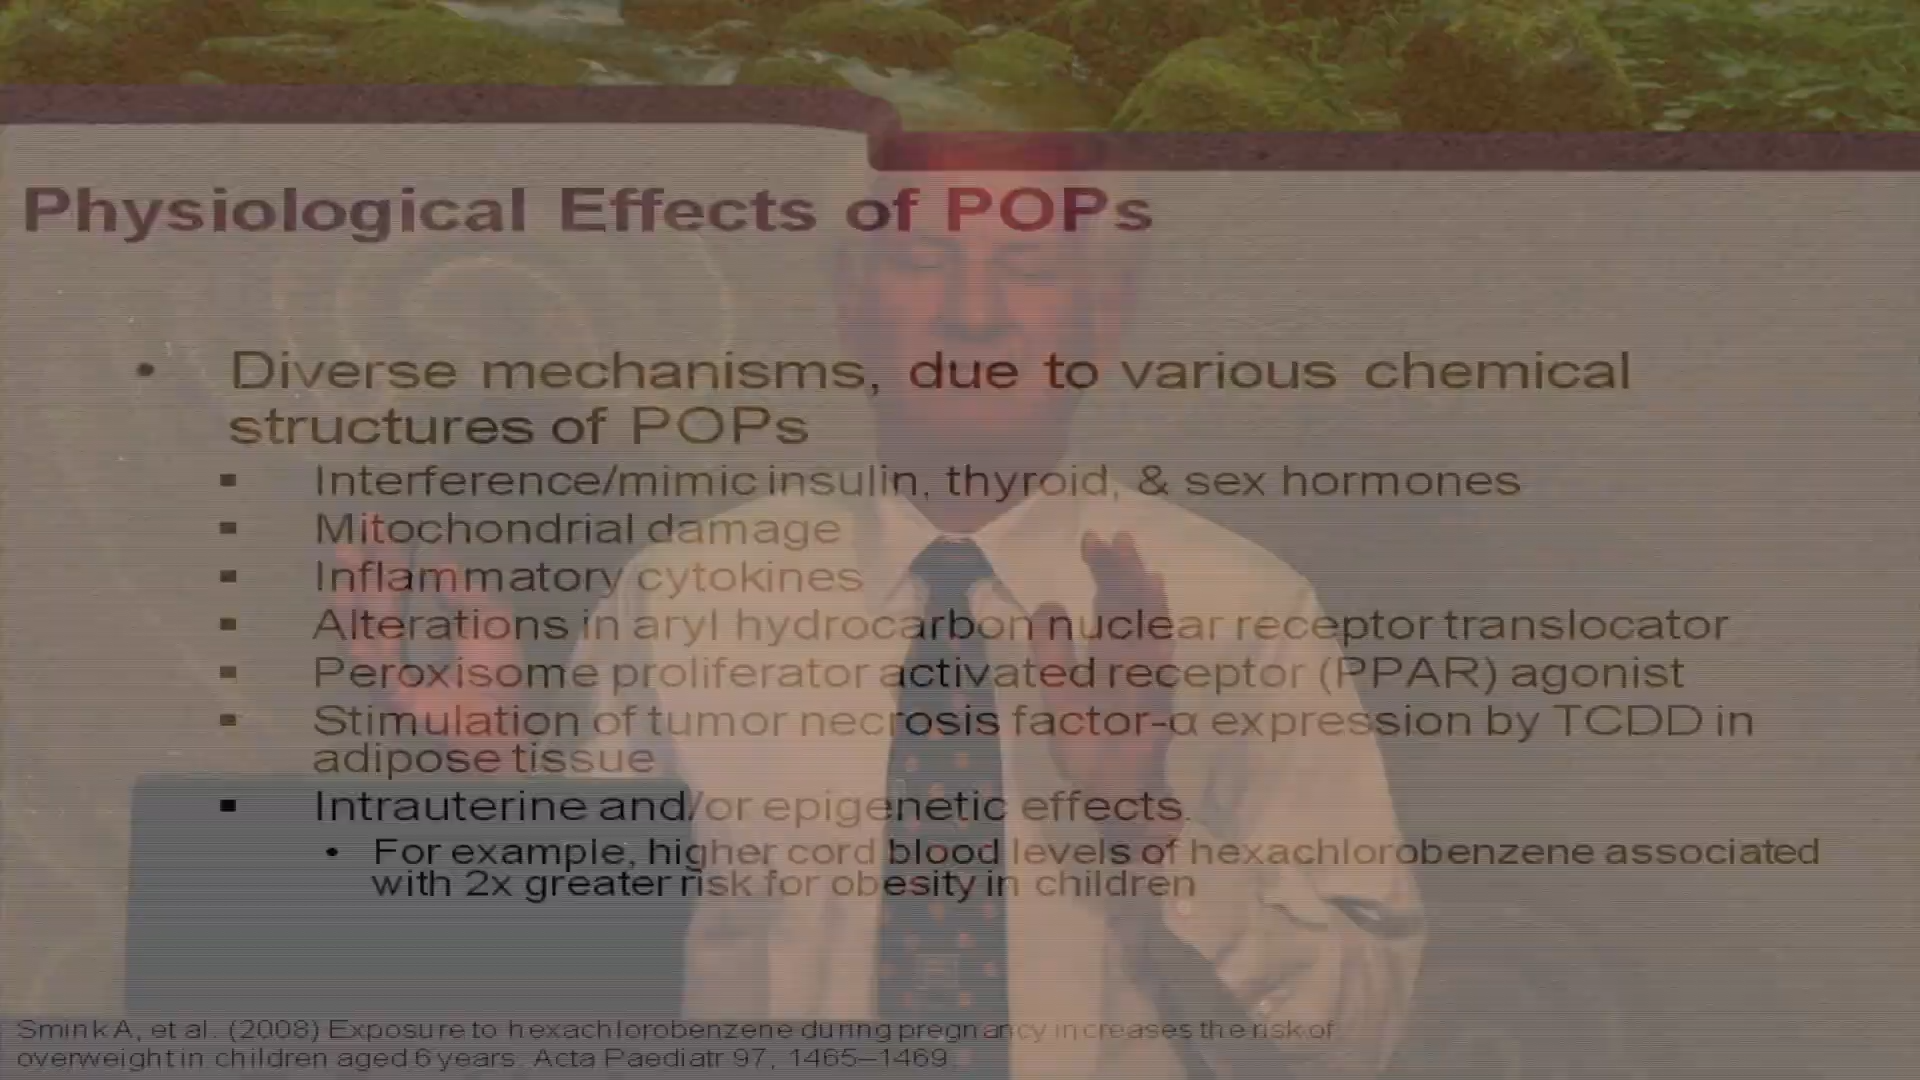 Physiological Effects of POPs
• Diverse mechanisms, due to various chemical
structures of POPs
▪ Interference/mimic insulin, thyroid, & sex hormones
▪ Mitochondrial damage
▪ Inflammatory cytokines
▪ Alterations in aryl hydrocarbon nuclear receptor translocator
▪ Peroxisome proliferator activated receptor (PPAR) agonist
▪ Stimulation of tumor necrosis factor-α expression by TCDD in
adipose tissue
▪ Intrauterine and/or epigenetic effects.
• For example, higher cord blood levels of hexachlorobenzene associated
with 2x greater risk for obesity in children
Smink A, et al. (2008) Exposure to hexachlorobenzene during pregnancy increases the risk of
overweight in children aged 6 years. Acta Paediatr 97, 1465–1469